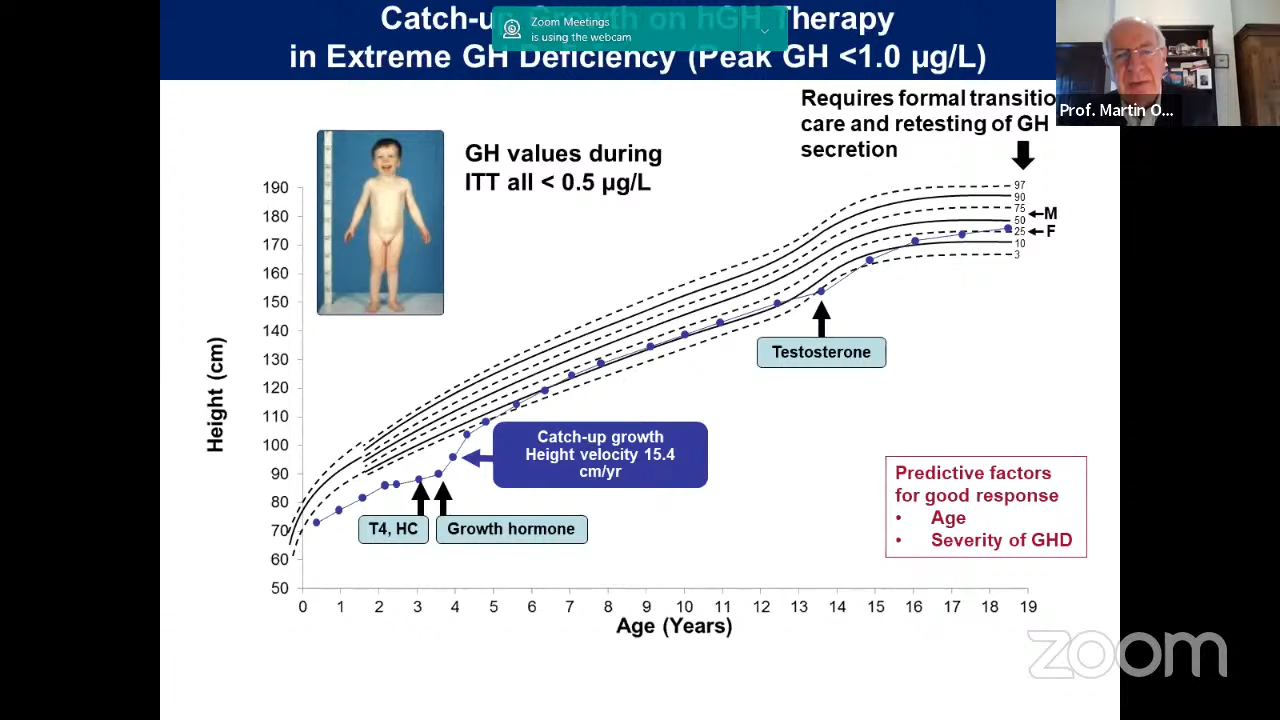 Catch-up Growth on hGH Therapy
in Extreme GH Deficiency (Peak GH <1.0 µg/L)
Zoom Meetings
is using the webcam
Prof. Martin O...
Requires formal transitio
care and retesting of GH
secretion
GH values during
ITT all < 0.5 µg/L
190
180
170
160
150
140
130
120
110
100
90
80
70
60
50
Height (cm)
97
90
75
50
25
10
3
M
F
Testosterone
Catch-up growth
Height velocity 15.4
cm/yr
T4, HC
Growth hormone
Predictive factors
for good response
• Age
• Severity of GHD
0 1 2 3 4 5 6 7 8 9 10 11 12 13 14 15 16 17 18 19
Age (Years)
zoom